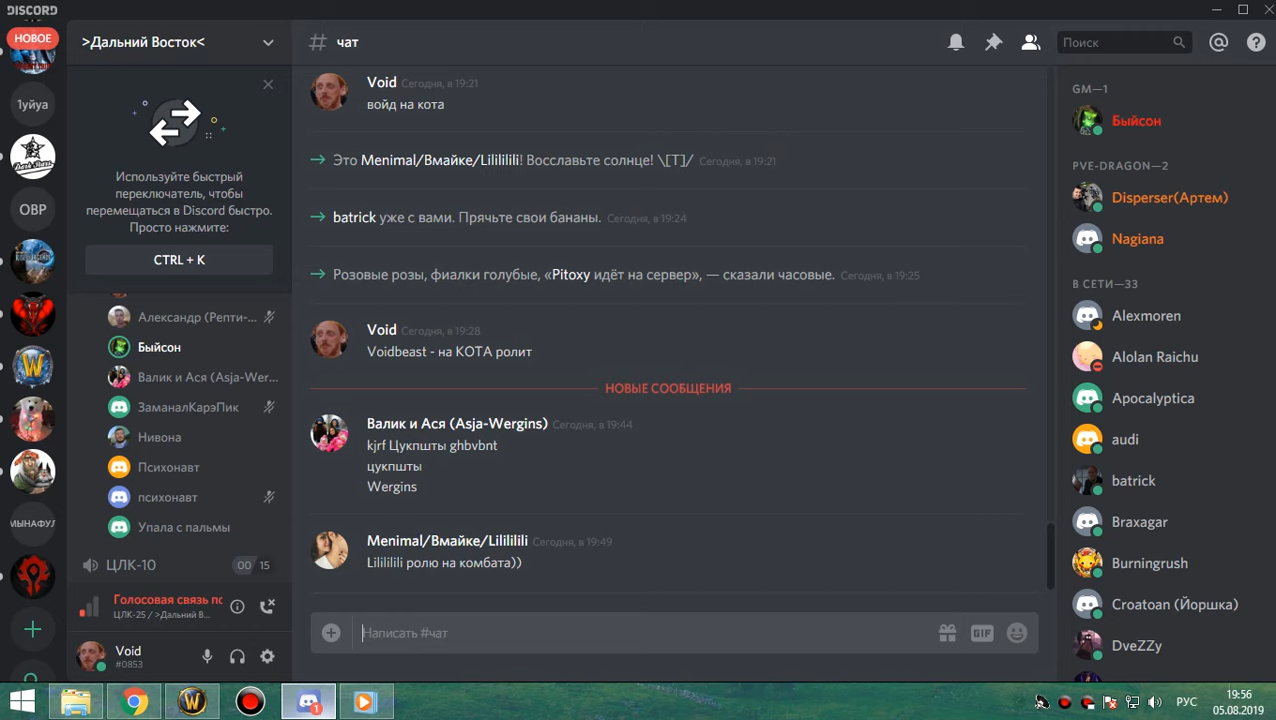 DISCORD
НОВОЕ
1уйуа
ОВР
МЫНАФУЛ
>Дальний Восток<
Используйте быстрый
переключатель, чтобы
перемещаться в Discord быстро.
Просто нажмите:
CTRL + K
Александр (Репти-...
Быйсон
Валик и Ася (Asja-Wer...
ЗаманалКарэПик
Нивона
Психонавт
психонавт
Упала с пальмы
ЦЛК-10
00 15
Голосовая связь по
ЦЛК-25 / >Дальний В...
Void
#0853
# чат
Поиск
Void Сегодня, в 19:21
войд на кота
Это Menimal/Вмайке/Lilililili! Восславьте солнце! \[T]/ Сегодня, в 19:21
batrick уже с вами. Прячьте свои бананы. Сегодня, в 19:24
Розовые розы, фиалки голубые, «Pitoxy идёт на сервер», — сказали часовые. Сегодня, в 19:25
Void Сегодня, в 19:28
Voidbeast - на КОТА ролит
НОВЫЕ СООБЩЕНИЯ
Валик и Ася (Asja-Wergins) Сегодня, в 19:44
kjrf Цукпшты ghbvbnt
цукпшты
Wergins
Menimal/Вмайке/Lilililili Сегодня, в 19:49
Lilililili ролю на комбата))
Написать #чат
GIF
GM—1
Быйсон
PVE-DRAGON—2
Disperser(Артем)
Nagiana
В СЕТИ—33
Alexmoren
Alolan Raichu
Apocalyptica
audi
batrick
Braxagar
Burningrush
Croatoan (Йоршка)
DveZZy
РУС
19:56
05.08.2019